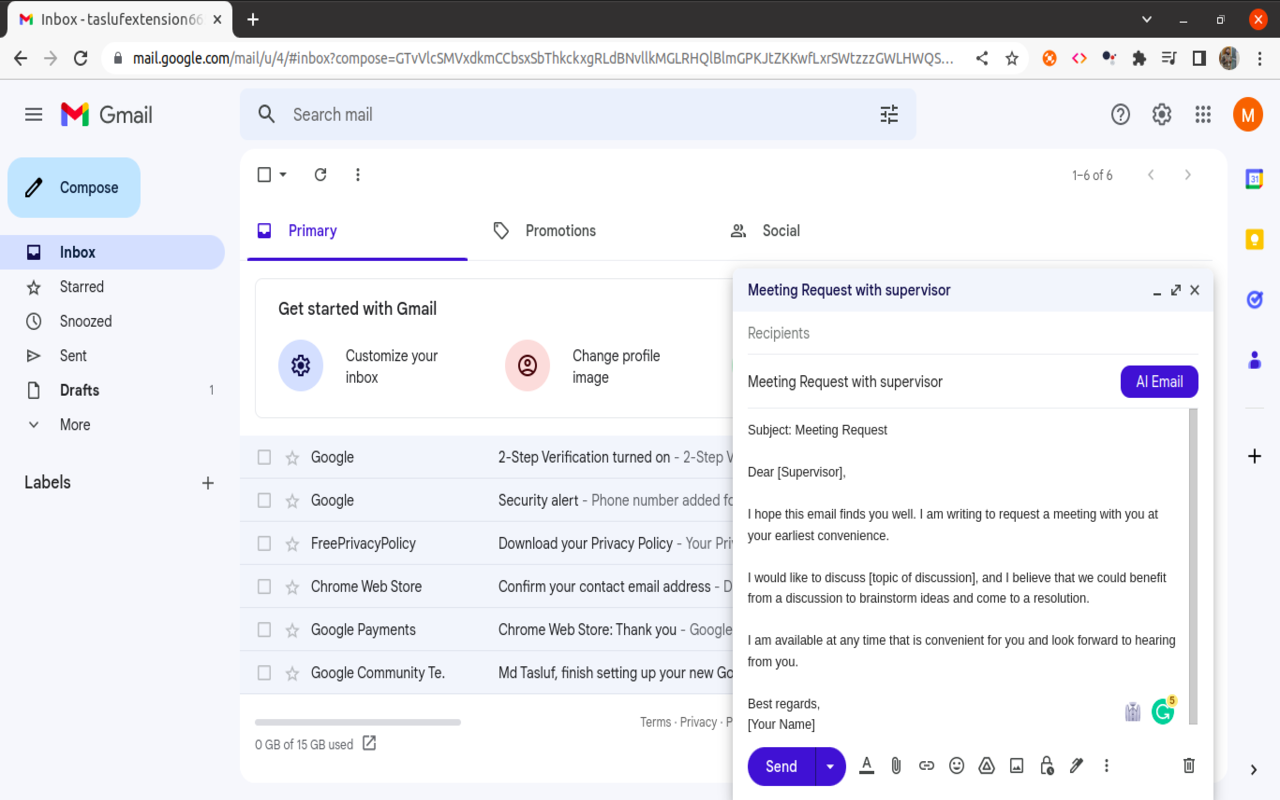 Inbox - taslufextension66
mail.google.com/mail/u/4/#inbox?compose=GTvVlcSMVxdkmCCbsxSbThkckxgRLdBNvllkMGLRHQlBlmGPKJtZKKwfLxrSWtzzzGWLHWQS...
Gmail
Search mail
M
Compose
1–6 of 6
31
Primary
Promotions
Social
Inbox
Starred
Snoozed
Sent
Drafts 1
More
Labels
Get started with Gmail
Customize your
inbox
Change profile
image
Google 2-Step Verification turned on - 2-Step V
Google Security alert - Phone number added fo
FreePrivacyPolicy Download your Privacy Policy - Your Pri
Chrome Web Store Confirm your contact email address - D
Google Payments Chrome Web Store: Thank you - Google
Google Community Te. Md Tasluf, finish setting up your new Go
Terms · Privacy · P
0 GB of 15 GB used
Meeting Request with supervisor
Recipients
Meeting Request with supervisor
AI Email
Subject: Meeting Request
Dear [Supervisor],
I hope this email finds you well. I am writing to request a meeting with you at
your earliest convenience.
I would like to discuss [topic of discussion], and I believe that we could benefit
from a discussion to brainstorm ideas and come to a resolution.
I am available at any time that is convenient for you and look forward to hearing
from you.
Best regards,
[Your Name]
5
Send